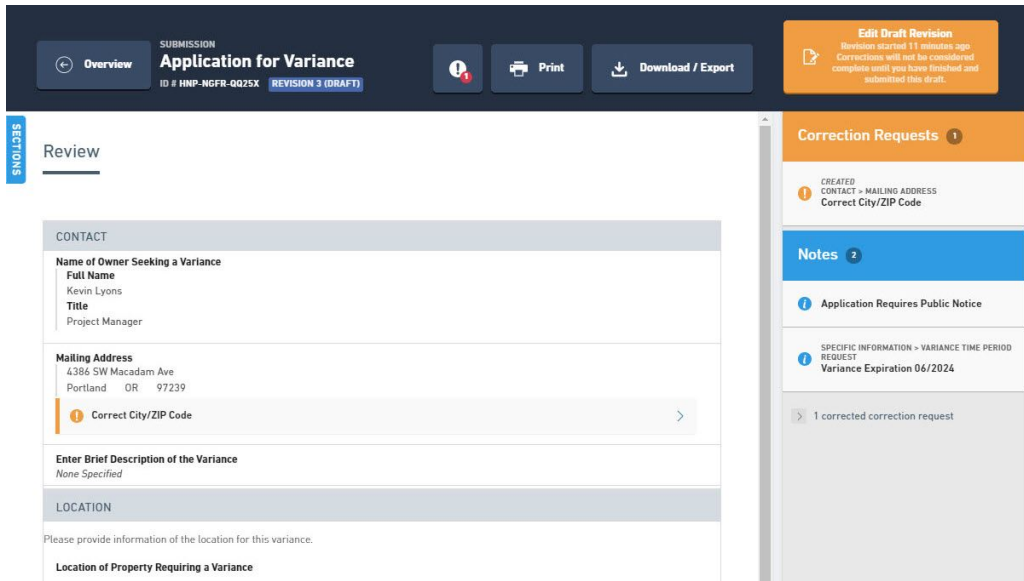 Overview
SUBMISSION
Application for Variance
ID # HNP-NGFR-QQ25X REVISION 3 (DRAFT)
1
Print
Download / Export
Edit Draft Revision
Revision started 11 minutes ago
Corrections will not be considered
complete until you have finished and
submitted this draft.
SECTIONS
Review
CONTACT
Name of Owner Seeking a Variance
Full Name
Kevin Lyons
Title
Project Manager
Mailing Address
4386 SW Macadam Ave
Portland OR 97239
Correct City/ZIP Code
Enter Brief Description of the Variance
None Specified
LOCATION
Please provide information of the location for this variance.
Location of Property Requiring a Variance
Correction Requests 1
CREATED
CONTACT > MAILING ADDRESS
Correct City/ZIP Code
Notes 2
Application Requires Public Notice
SPECIFIC INFORMATION > VARIANCE TIME PERIOD
REQUEST
Variance Expiration 06/2024
1 corrected correction request